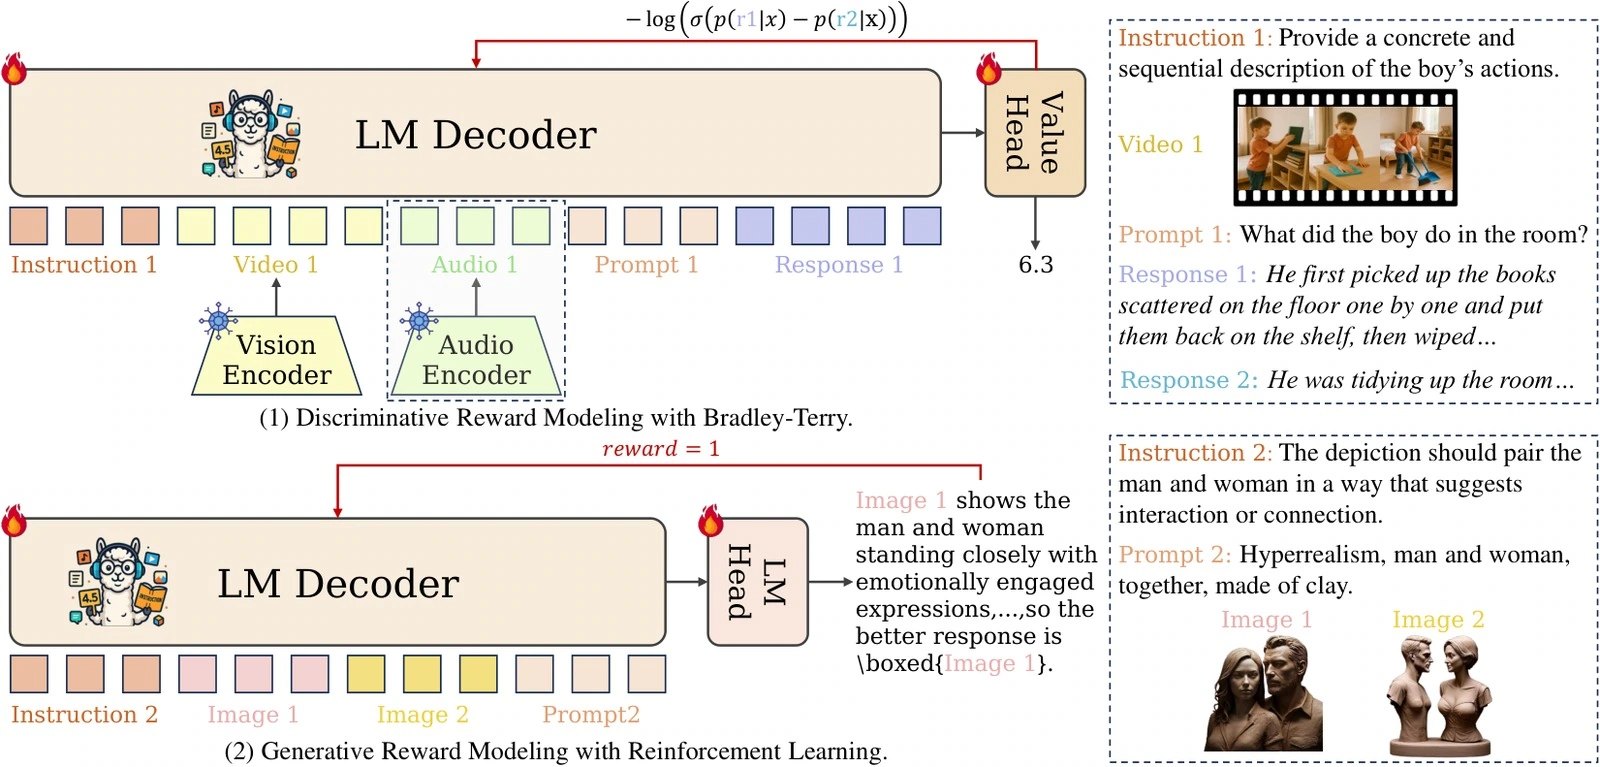 − log(σ(p(r1|x) − p(r2|x)))
LM Decoder
Value
Head
4.5
INSTRUCTION
Instruction 1
Video 1
Audio 1
Prompt 1
Response 1
6.3
Vision
Encoder
Audio
Encoder
(1) Discriminative Reward Modeling with Bradley-Terry.
Instruction 1: Provide a concrete and
sequential description of the boy’s actions.
Video 1
Prompt 1: What did the boy do in the room?
Response 1: He first picked up the books
scattered on the floor one by one and put
them back on the shelf, then wiped…
Response 2: He was tidying up the room…
reward = 1
LM Decoder
LM
Head
4.5
INSTRUCTION
Image 1 shows the
man and woman
standing closely with
emotionally engaged
expressions,...,so the
better response is
\boxed{Image 1}.
Instruction 2
Image 1
Image 2
Prompt2
(2) Generative Reward Modeling with Reinforcement Learning.
Instruction 2: The depiction should pair the
man and woman in a way that suggests
interaction or connection.
Prompt 2: Hyperrealism, man and woman,
together, made of clay.
Image 1
Image 2